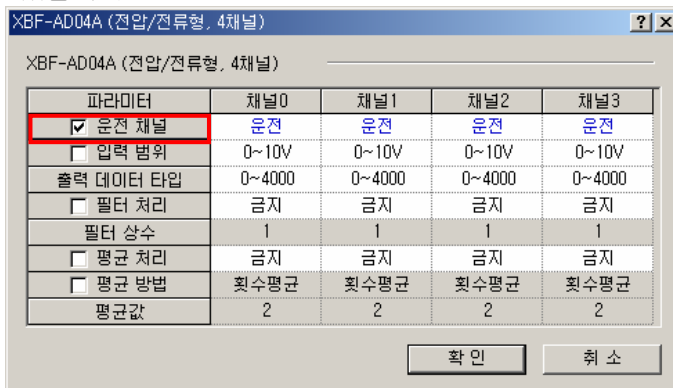 XBF-AD04A (전압/전류형, 4채널)
XBF-AD04A (전압/전류형, 4채널)
파라미터 채널0 채널1 채널2 채널3
운전 채널 운전 운전 운전 운전
입력 범위 0~10V 0~10V 0~10V 0~10V
출력 데이터 타입 0~4000 0~4000 0~4000 0~4000
필터 처리 금지 금지 금지 금지
필터 상수 1 1 1 1
평균 처리 금지 금지 금지 금지
평균 방법 횟수평균 횟수평균 횟수평균 횟수평균
평균값 2 2 2 2
확인 취소